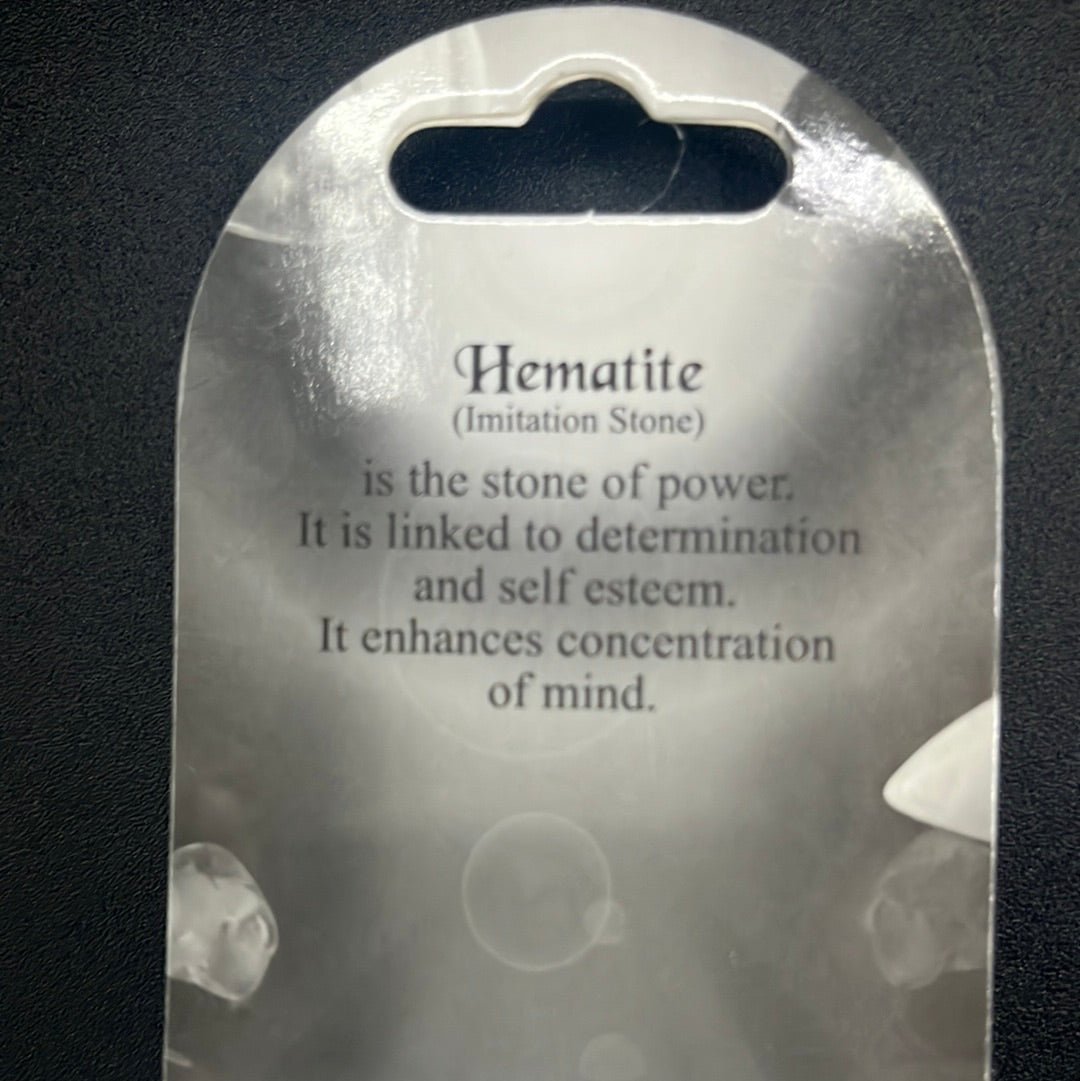 Hematite
(Imitation Stone)
is the stone of power.
It is linked to determination
and self esteem.
It enhances concentration
of mind.